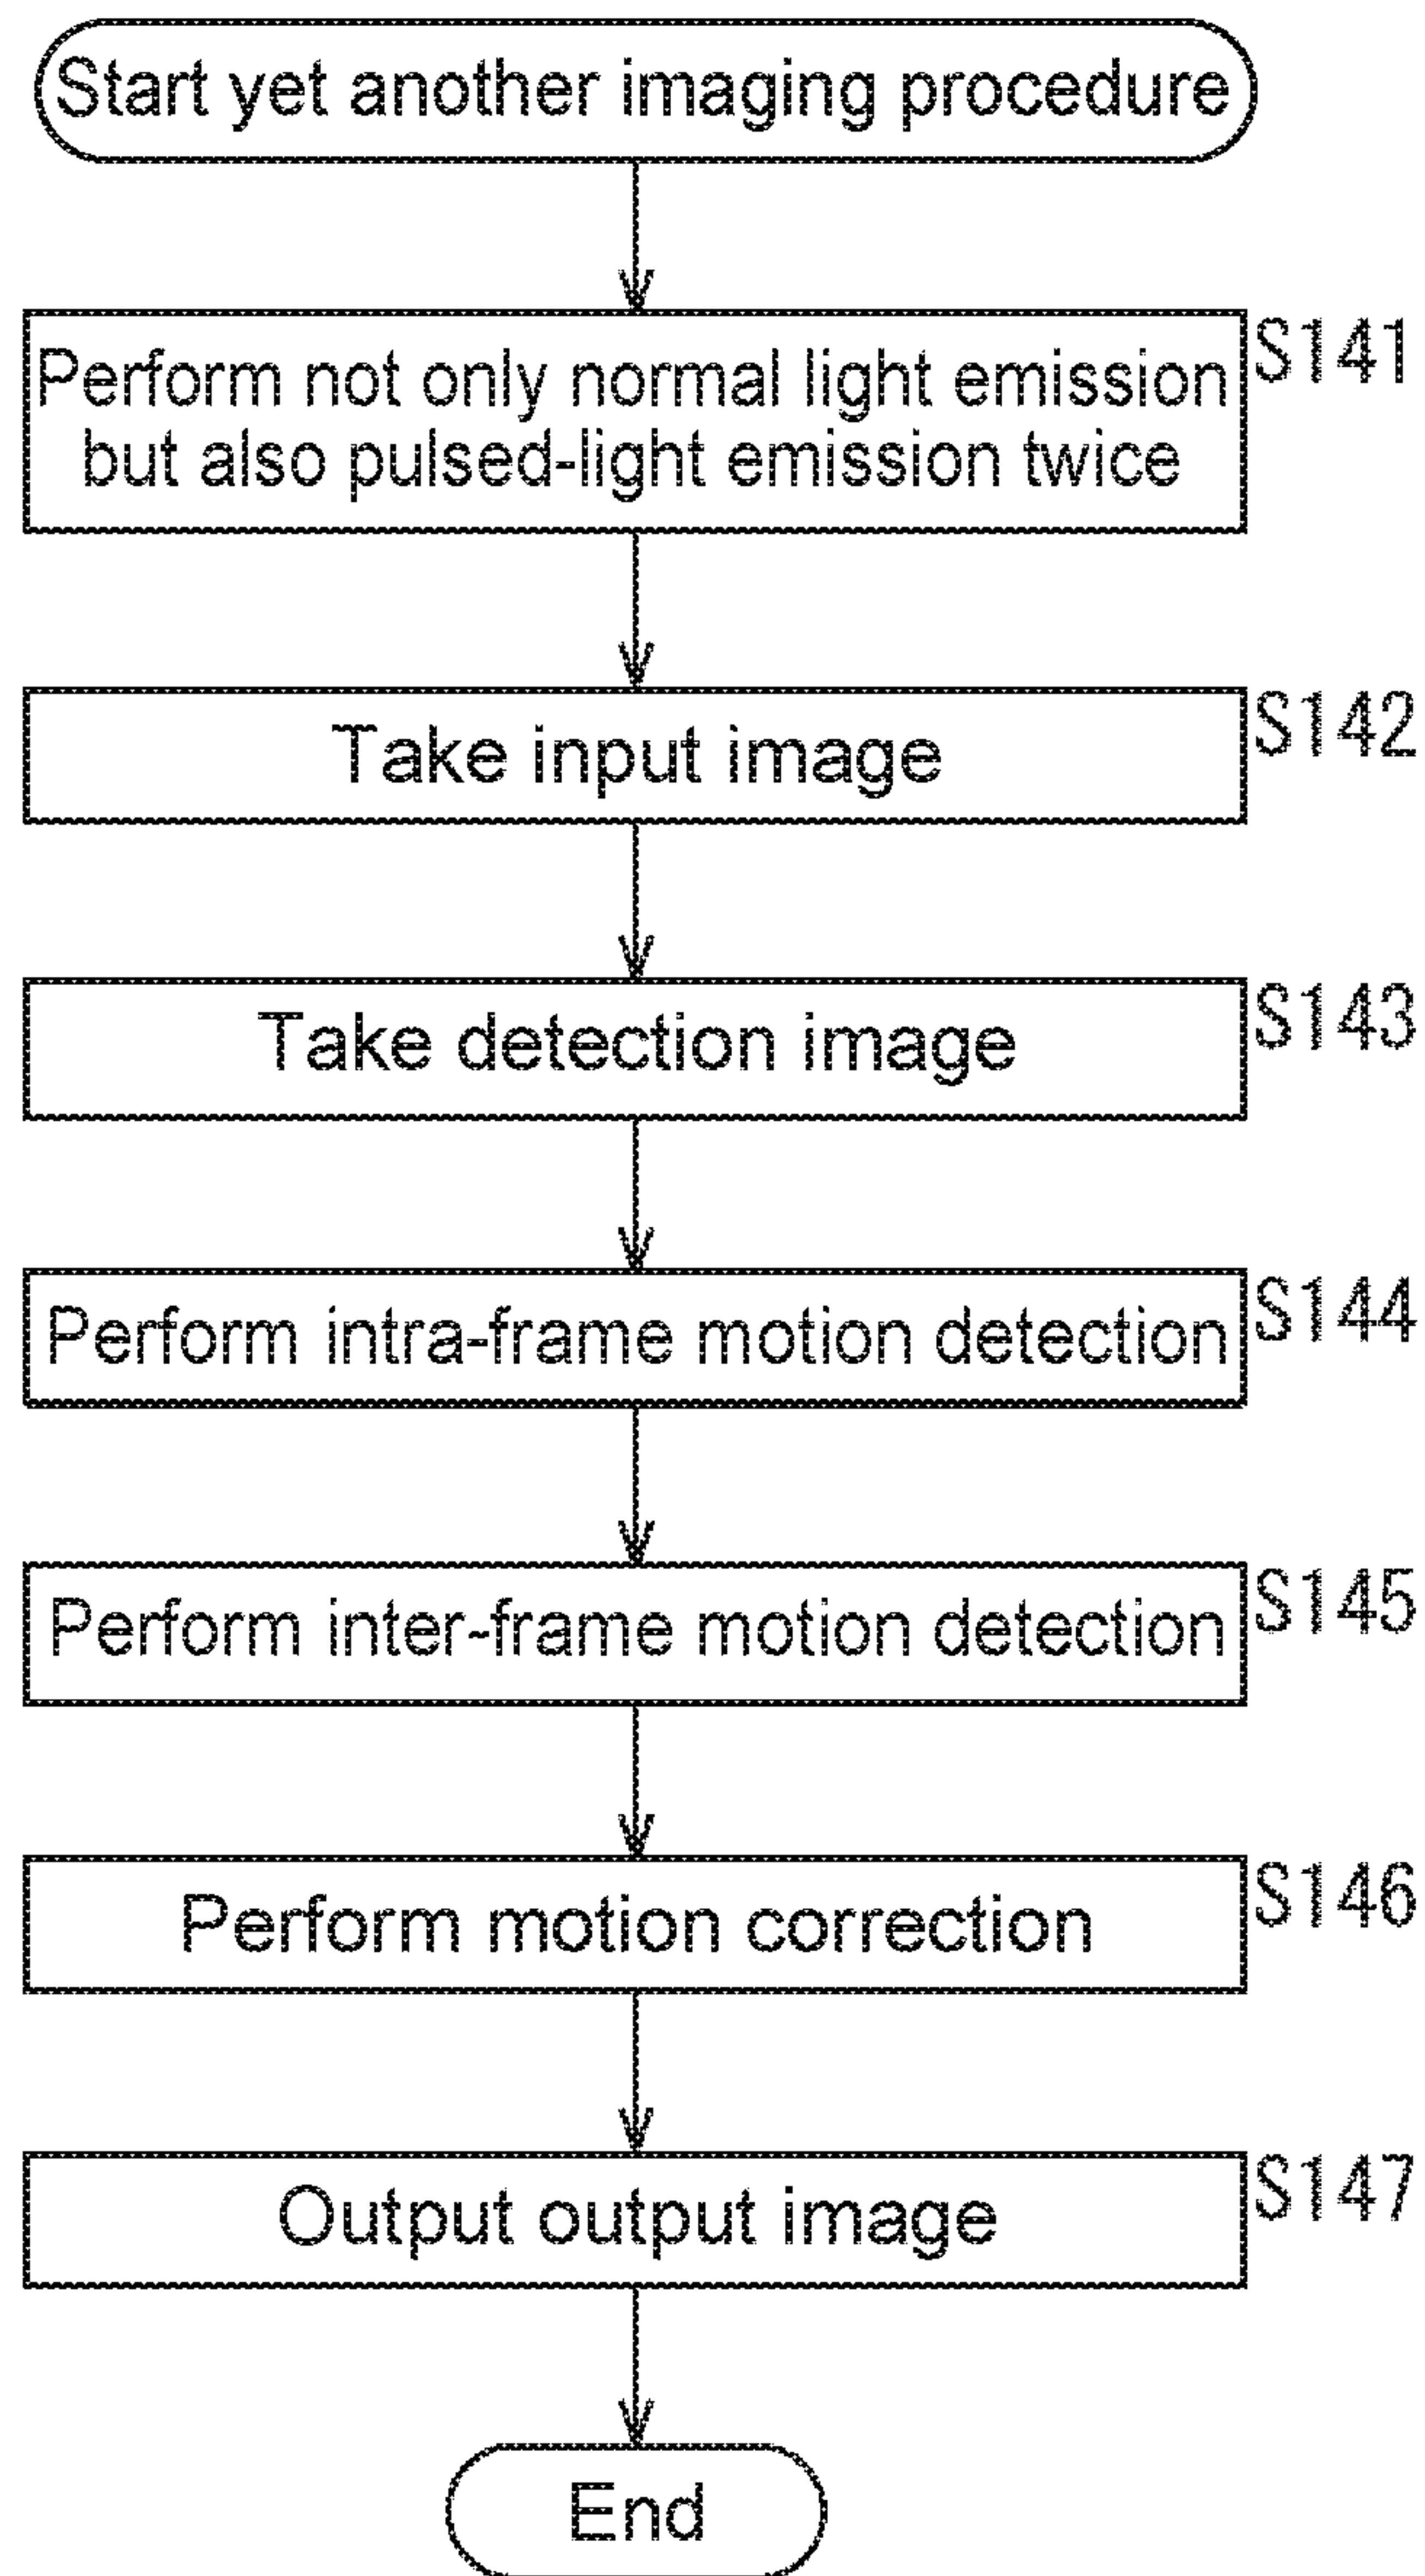 Start yet another imaging procedure
S141
Perform not only normal light emission
but also pulsed-light emission twice
S142
Take input image
S143
Take detection image
S144
Perform intra-frame motion detection
S145
Perform inter-frame motion detection
S146
Perform motion correction
S147
Output output image
End